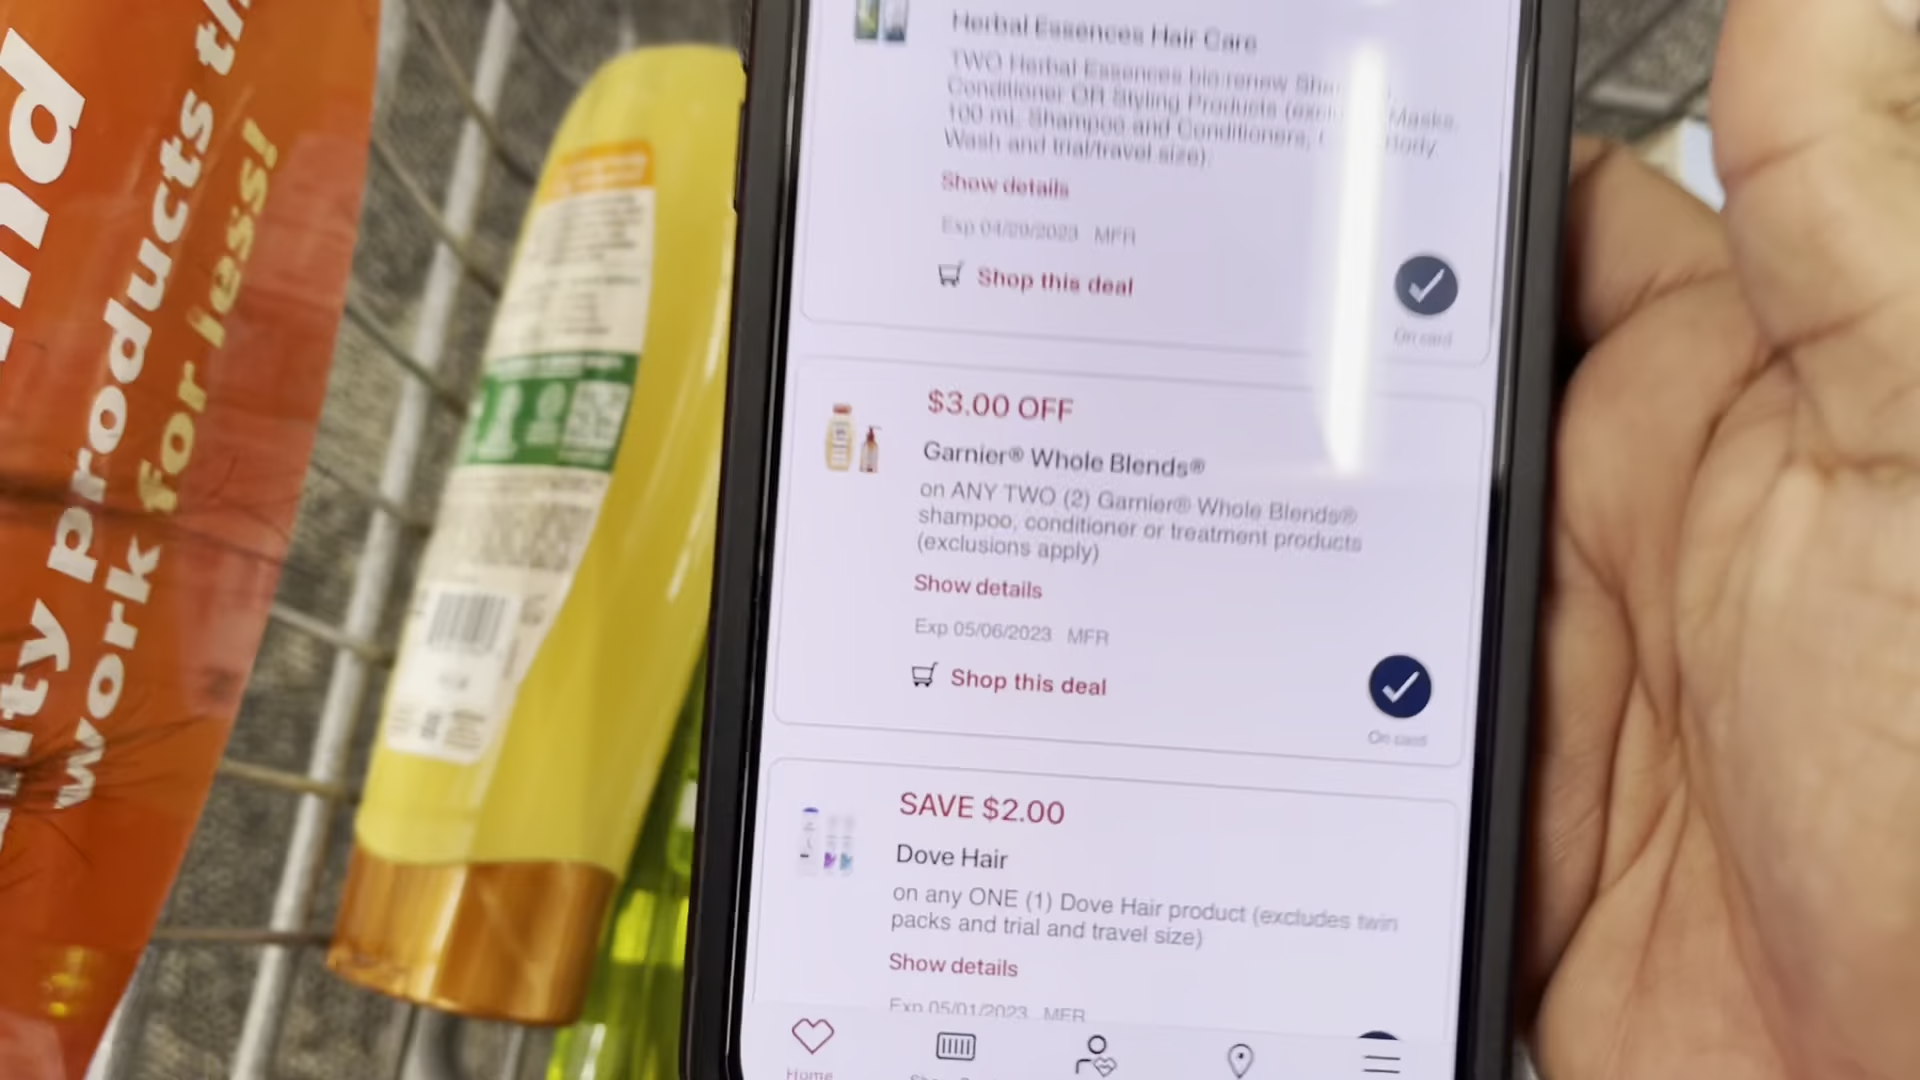 nd
ity products th
work for less!
Herbal Essences Hair Care
TWO Herbal Essences bio:renew
Conditioner OR Styling Products Masks,
100 mL Shampoo and Conditioners, Body
Wash and trial/travel size).
Show details
Exp 04/29/2023 MFR
Shop this deal
On card
$3.00 OFF
Garnier® Whole Blends®
on ANY TWO (2) Garnier® Whole Blends®
shampoo, conditioner or treatment products
(exclusions apply)
Show details
Exp 05/06/2023 MFR
Shop this deal
On card
SAVE $2.00
Dove Hair
on any ONE (1) Dove Hair product (excludes twin
packs and trial and travel size)
Show details
Exp 05/01/2023 MFR
Home